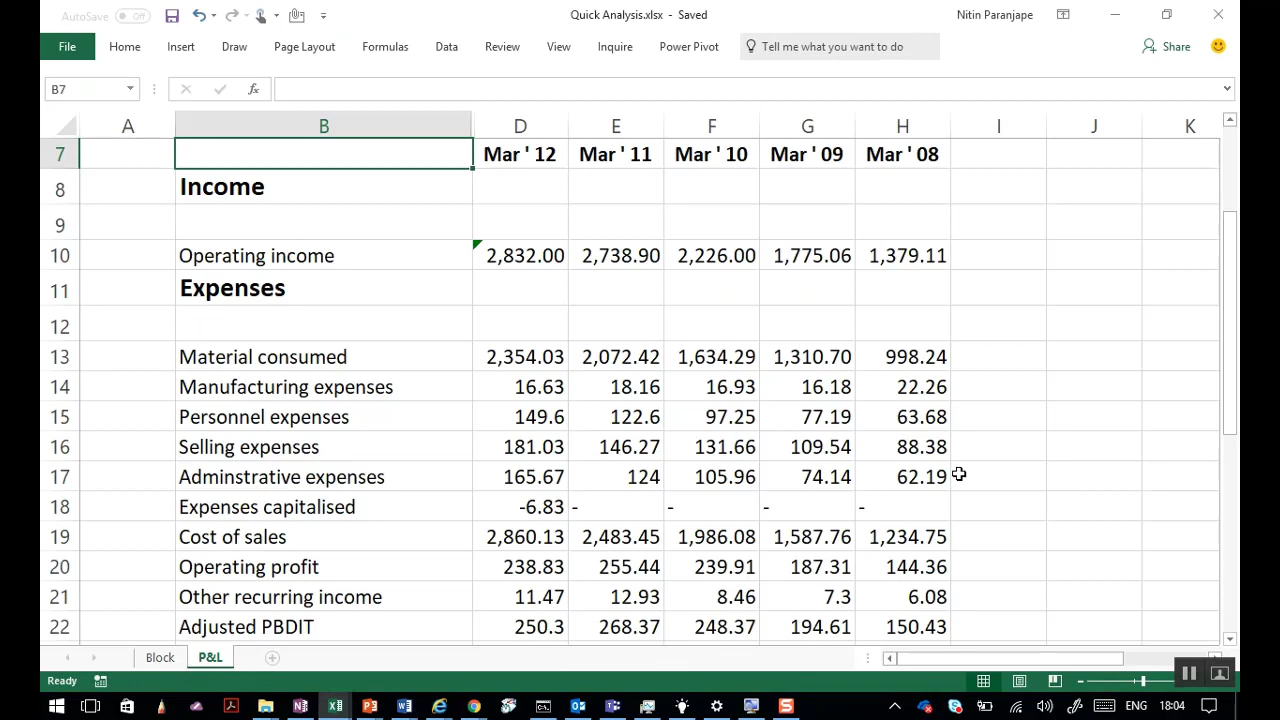 AutoSave Off Quick Analysis.xlsx - Saved Nitin Paranjape
File Home Insert Draw Page Layout Formulas Data Review View Inquire Power Pivot Tell me what you want to do Share
B7 fx
A B D E F G H I J K
7 Mar ' 12 Mar ' 11 Mar ' 10 Mar ' 09 Mar ' 08
8 Income
9
10 Operating income 2,832.00 2,738.90 2,226.00 1,775.06 1,379.11
11 Expenses
12
13 Material consumed 2,354.03 2,072.42 1,634.29 1,310.70 998.24
14 Manufacturing expenses 16.63 18.16 16.93 16.18 22.26
15 Personnel expenses 149.6 122.6 97.25 77.19 63.68
16 Selling expenses 181.03 146.27 131.66 109.54 88.38
17 Adminstrative expenses 165.67 124 105.96 74.14 62.19
18 Expenses capitalised -6.83 - - - -
19 Cost of sales 2,860.13 2,483.45 1,986.08 1,587.76 1,234.75
20 Operating profit 238.83 255.44 239.91 187.31 144.36
21 Other recurring income 11.47 12.93 8.46 7.3 6.08
22 Adjusted PBDIT 250.3 268.37 248.37 194.61 150.43
Block P&L
Ready
ENG 18:04